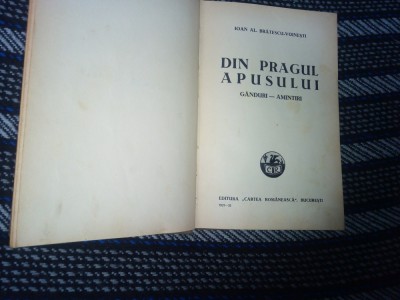 IOAN AL. BRĂTESCU-VOINEȘTI
DIN PRAGUL
APUSULUI
GÂNDURI — AMINTIRI
EDITURA „CARTEA ROMÂNEASCĂ”, BUCUREȘTI